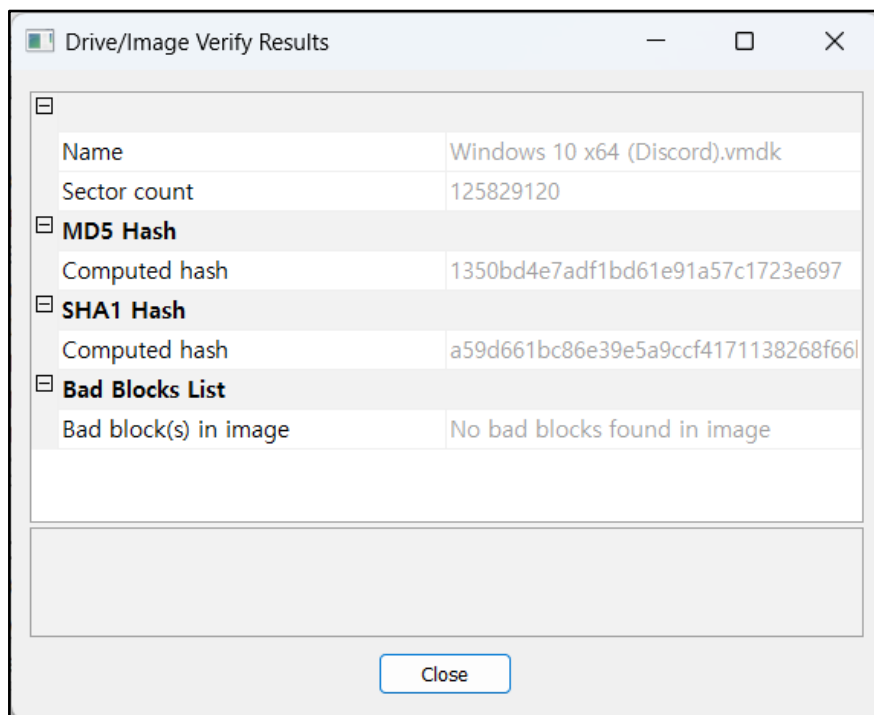 Drive/Image Verify Results
Name Windows 10 x64 (Discord).vmdk
Sector count 125829120
MD5 Hash
Computed hash 1350bd4e7adf1bd61e91a57c1723e697
SHA1 Hash
Computed hash a59d661bc86e39e5a9ccf4171138268f66
Bad Blocks List
Bad block(s) in image No bad blocks found in image
Close